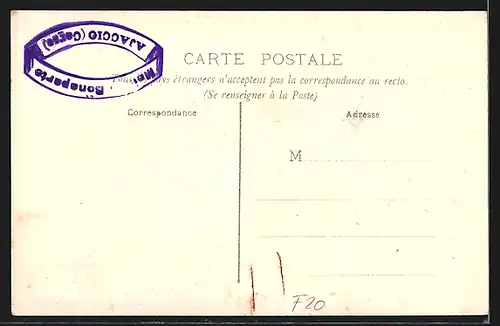 AJACCIO (Corse)
Bonaparte
CARTE POSTALE
pays étrangers n'acceptent pas la correspondance au recto.
(Se renseigner à la Poste)
Correspondance
Adresse
M
F20